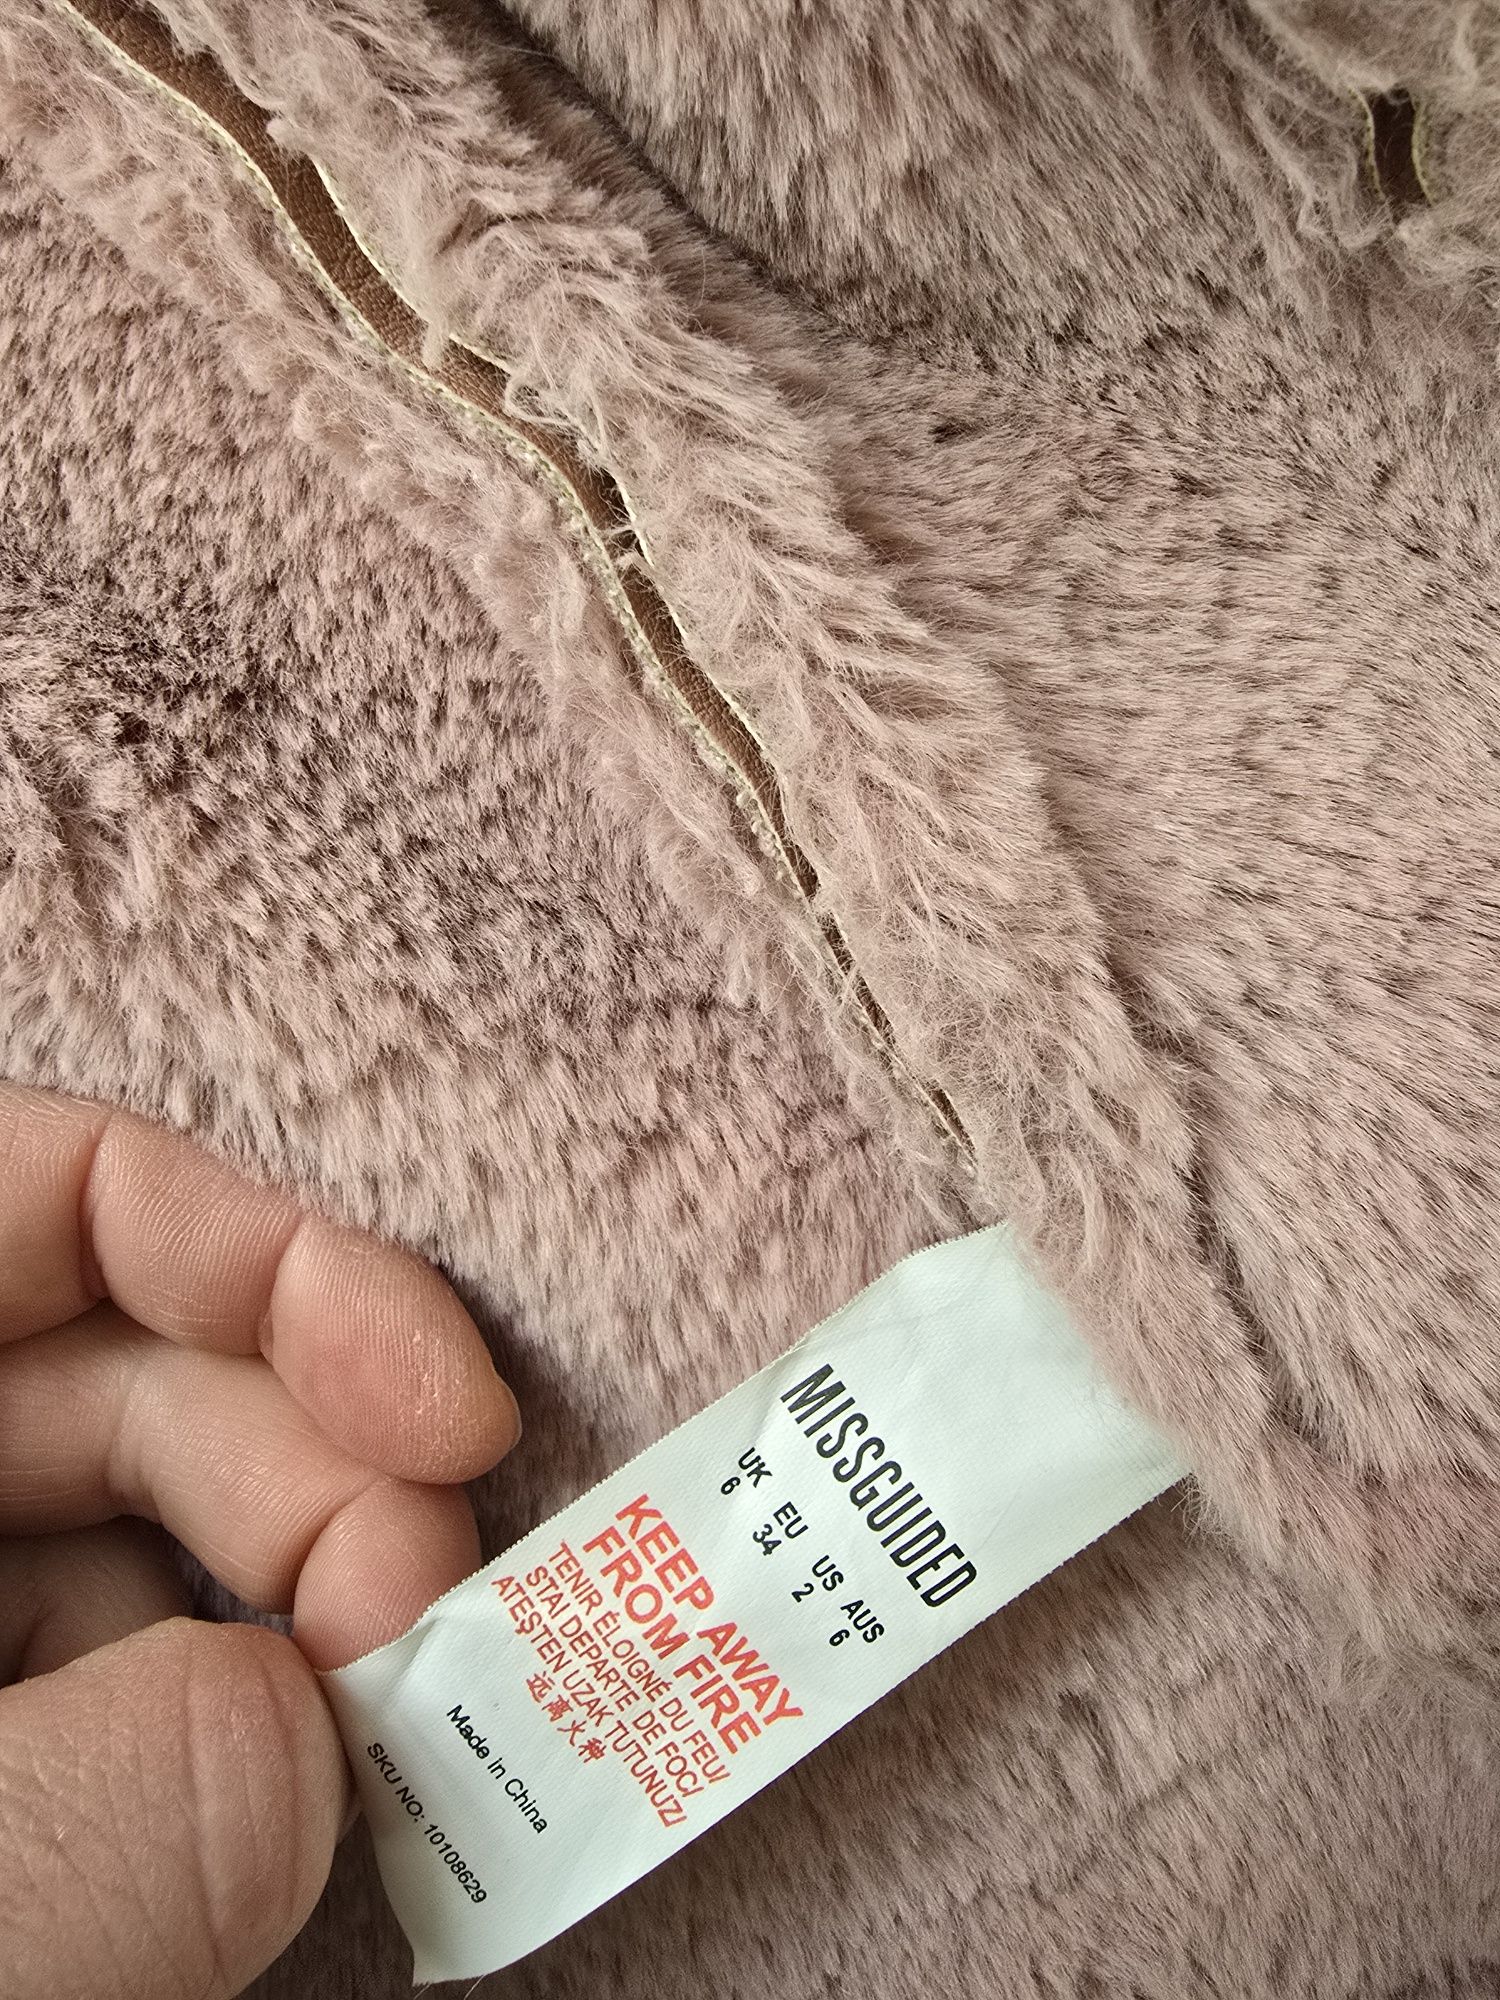 MISSGUIDED
UK EU US AUS
6 34 2 6
KEEP AWAY
FROM FIRE
TENIR ÉLOIGNÉ DU FEU/
STAI DEPARTE DE FOC/
ATEŞTEN UZAK TUTUNUZ/
远离火种
Made in China
SKU NO: 10108629